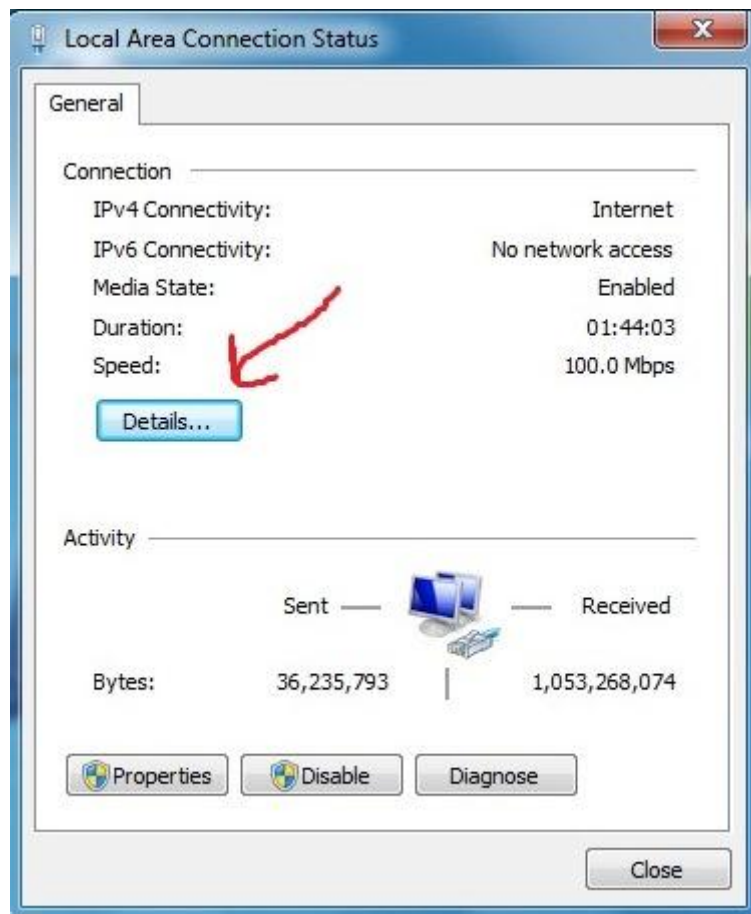 Local Area Connection Status
General
Connection
IPv4 Connectivity: Internet
IPv6 Connectivity: No network access
Media State: Enabled
Duration: 01:44:03
Speed: 100.0 Mbps
Details...
Activity
Sent Received
Bytes: 36,235,793 1,053,268,074
Properties Disable Diagnose
Close